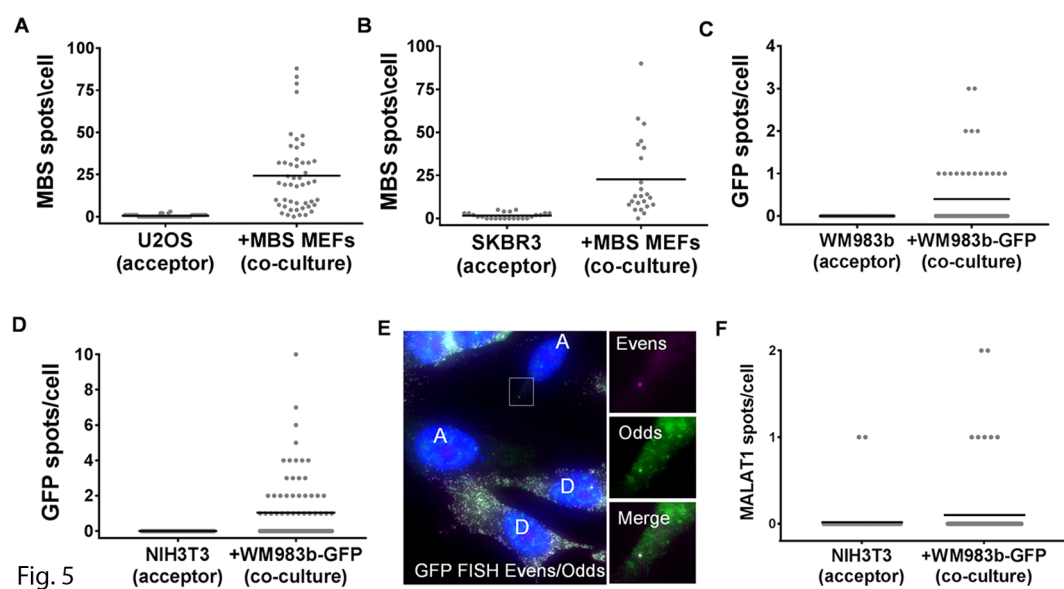 A
MBS spots\cell
100
75
50
25
0
U2OS
(acceptor)
+MBS MEFs
(co-culture)
B
MBS spots\cell
100
75
50
25
0
SKBR3
(acceptor)
+MBS MEFs
(co-culture)
C
GFP spots/cell
4
3
2
1
0
WM983b
(acceptor)
+WM983b-GFP
(co-culture)
D
GFP spots/cell
10
8
6
4
2
0
NIH3T3
(acceptor)
+WM983b-GFP
(co-culture)
E
A
A
D
D
GFP FISH Evens/Odds
Evens
Odds
Merge
F
MALAT1 spots/cell
2
1
0
NIH3T3
(acceptor)
+WM983b-GFP
(co-culture)
Fig. 5